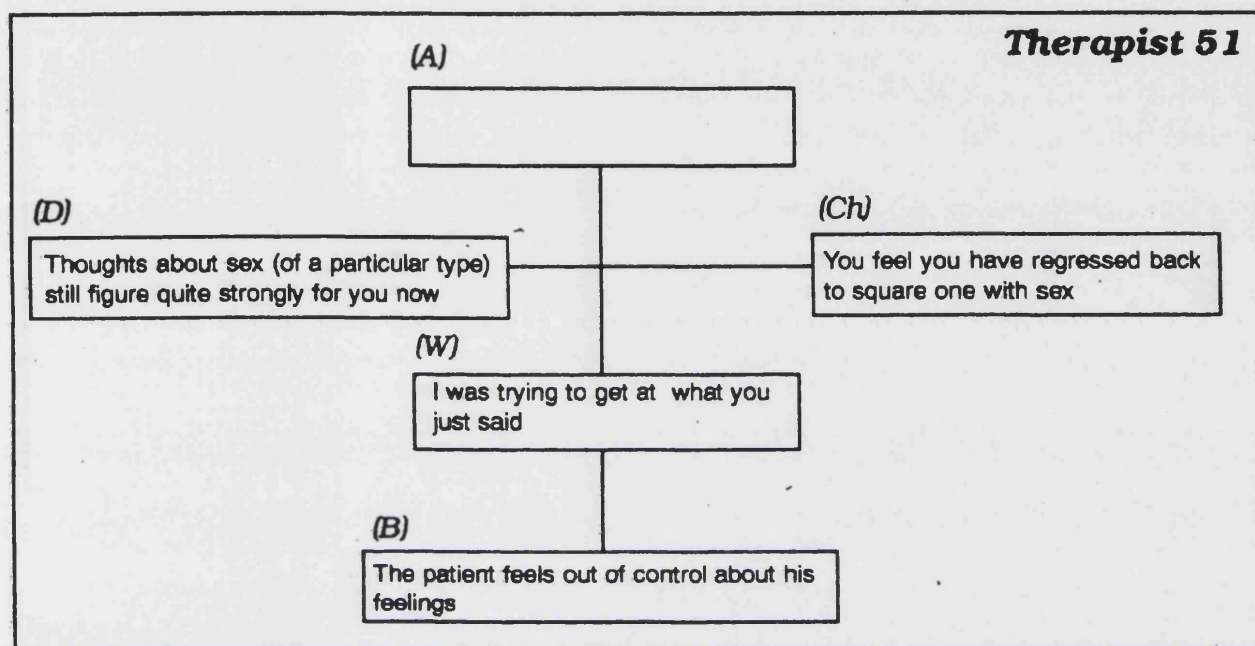 Therapist 51
(A)
(D)
Thoughts about sex (of a particular type)
still figure quite strongly for you now
(Ch)
You feel you have regressed back
to square one with sex
(W)
I was trying to get at what you
just said
(B)
The patient feels out of control about his
feelings